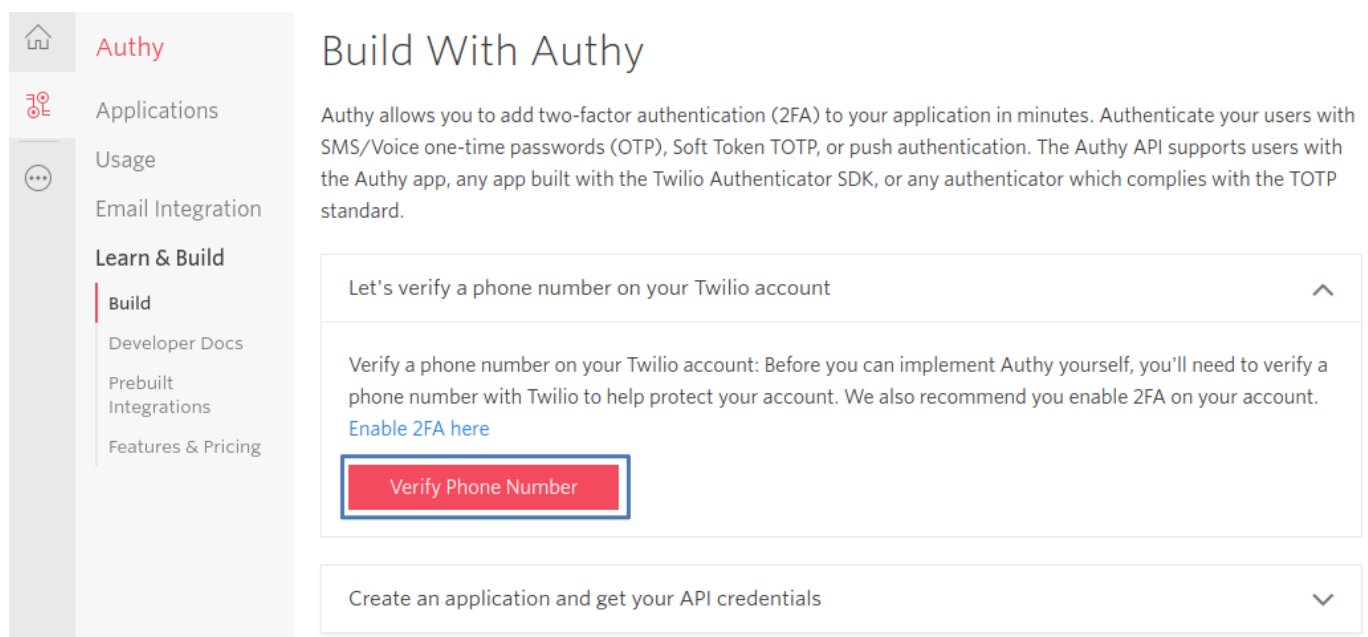 Authy
Applications
Usage
Email Integration
Learn & Build
Build
Developer Docs
Prebuilt
Integrations
Features & Pricing
Build With Authy
Authy allows you to add two-factor authentication (2FA) to your application in minutes. Authenticate your users with
SMS/Voice one-time passwords (OTP), Soft Token TOTP, or push authentication. The Authy API supports users with
the Authy app, any app built with the Twilio Authenticator SDK, or any authenticator which complies with the TOTP
standard.
Let's verify a phone number on your Twilio account
Verify a phone number on your Twilio account: Before you can implement Authy yourself, you'll need to verify a
phone number with Twilio to help protect your account. We also recommend you enable 2FA on your account.
Enable 2FA here
Verify Phone Number
Create an application and get your API credentials